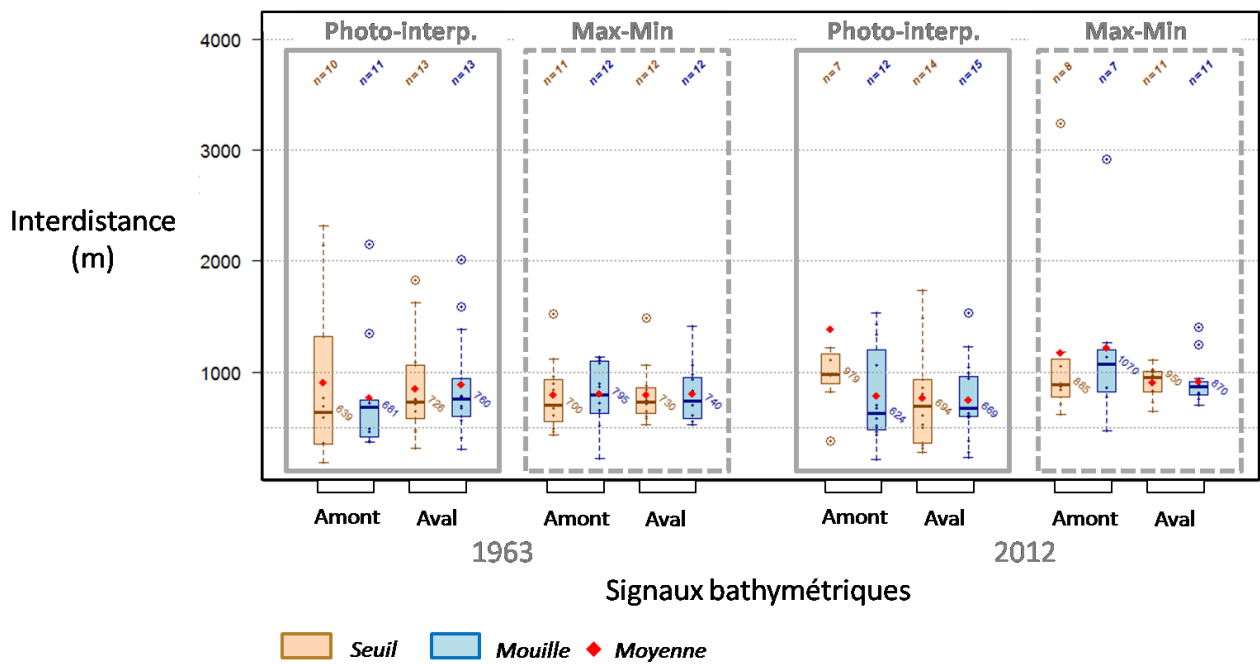 Photo-interp. Max-Min Photo-interp. Max-Min
4000
n=10 n=11 n=13 n=13 n=11 n=12 n=12 n=12 n=7 n=12 n=14 n=15 n=8 n=7 n=11 n=11
3000
Interdistance
(m)
2000
1000
639 681 726 760 700 795 730 740 979 624 694 669 885 1070 950 870
Amont Aval Amont Aval Amont Aval Amont Aval
1963 2012
Signaux bathymétriques
Seuil Mouille Moyenne